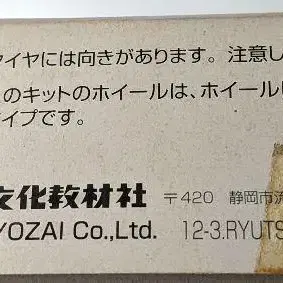 タイヤには向きがあります。注意し
のキットのホイールは、ホイール
イプです。
文化教材社 〒420 静岡市流
YOZAI Co.,Ltd. 12-3.RYUTS